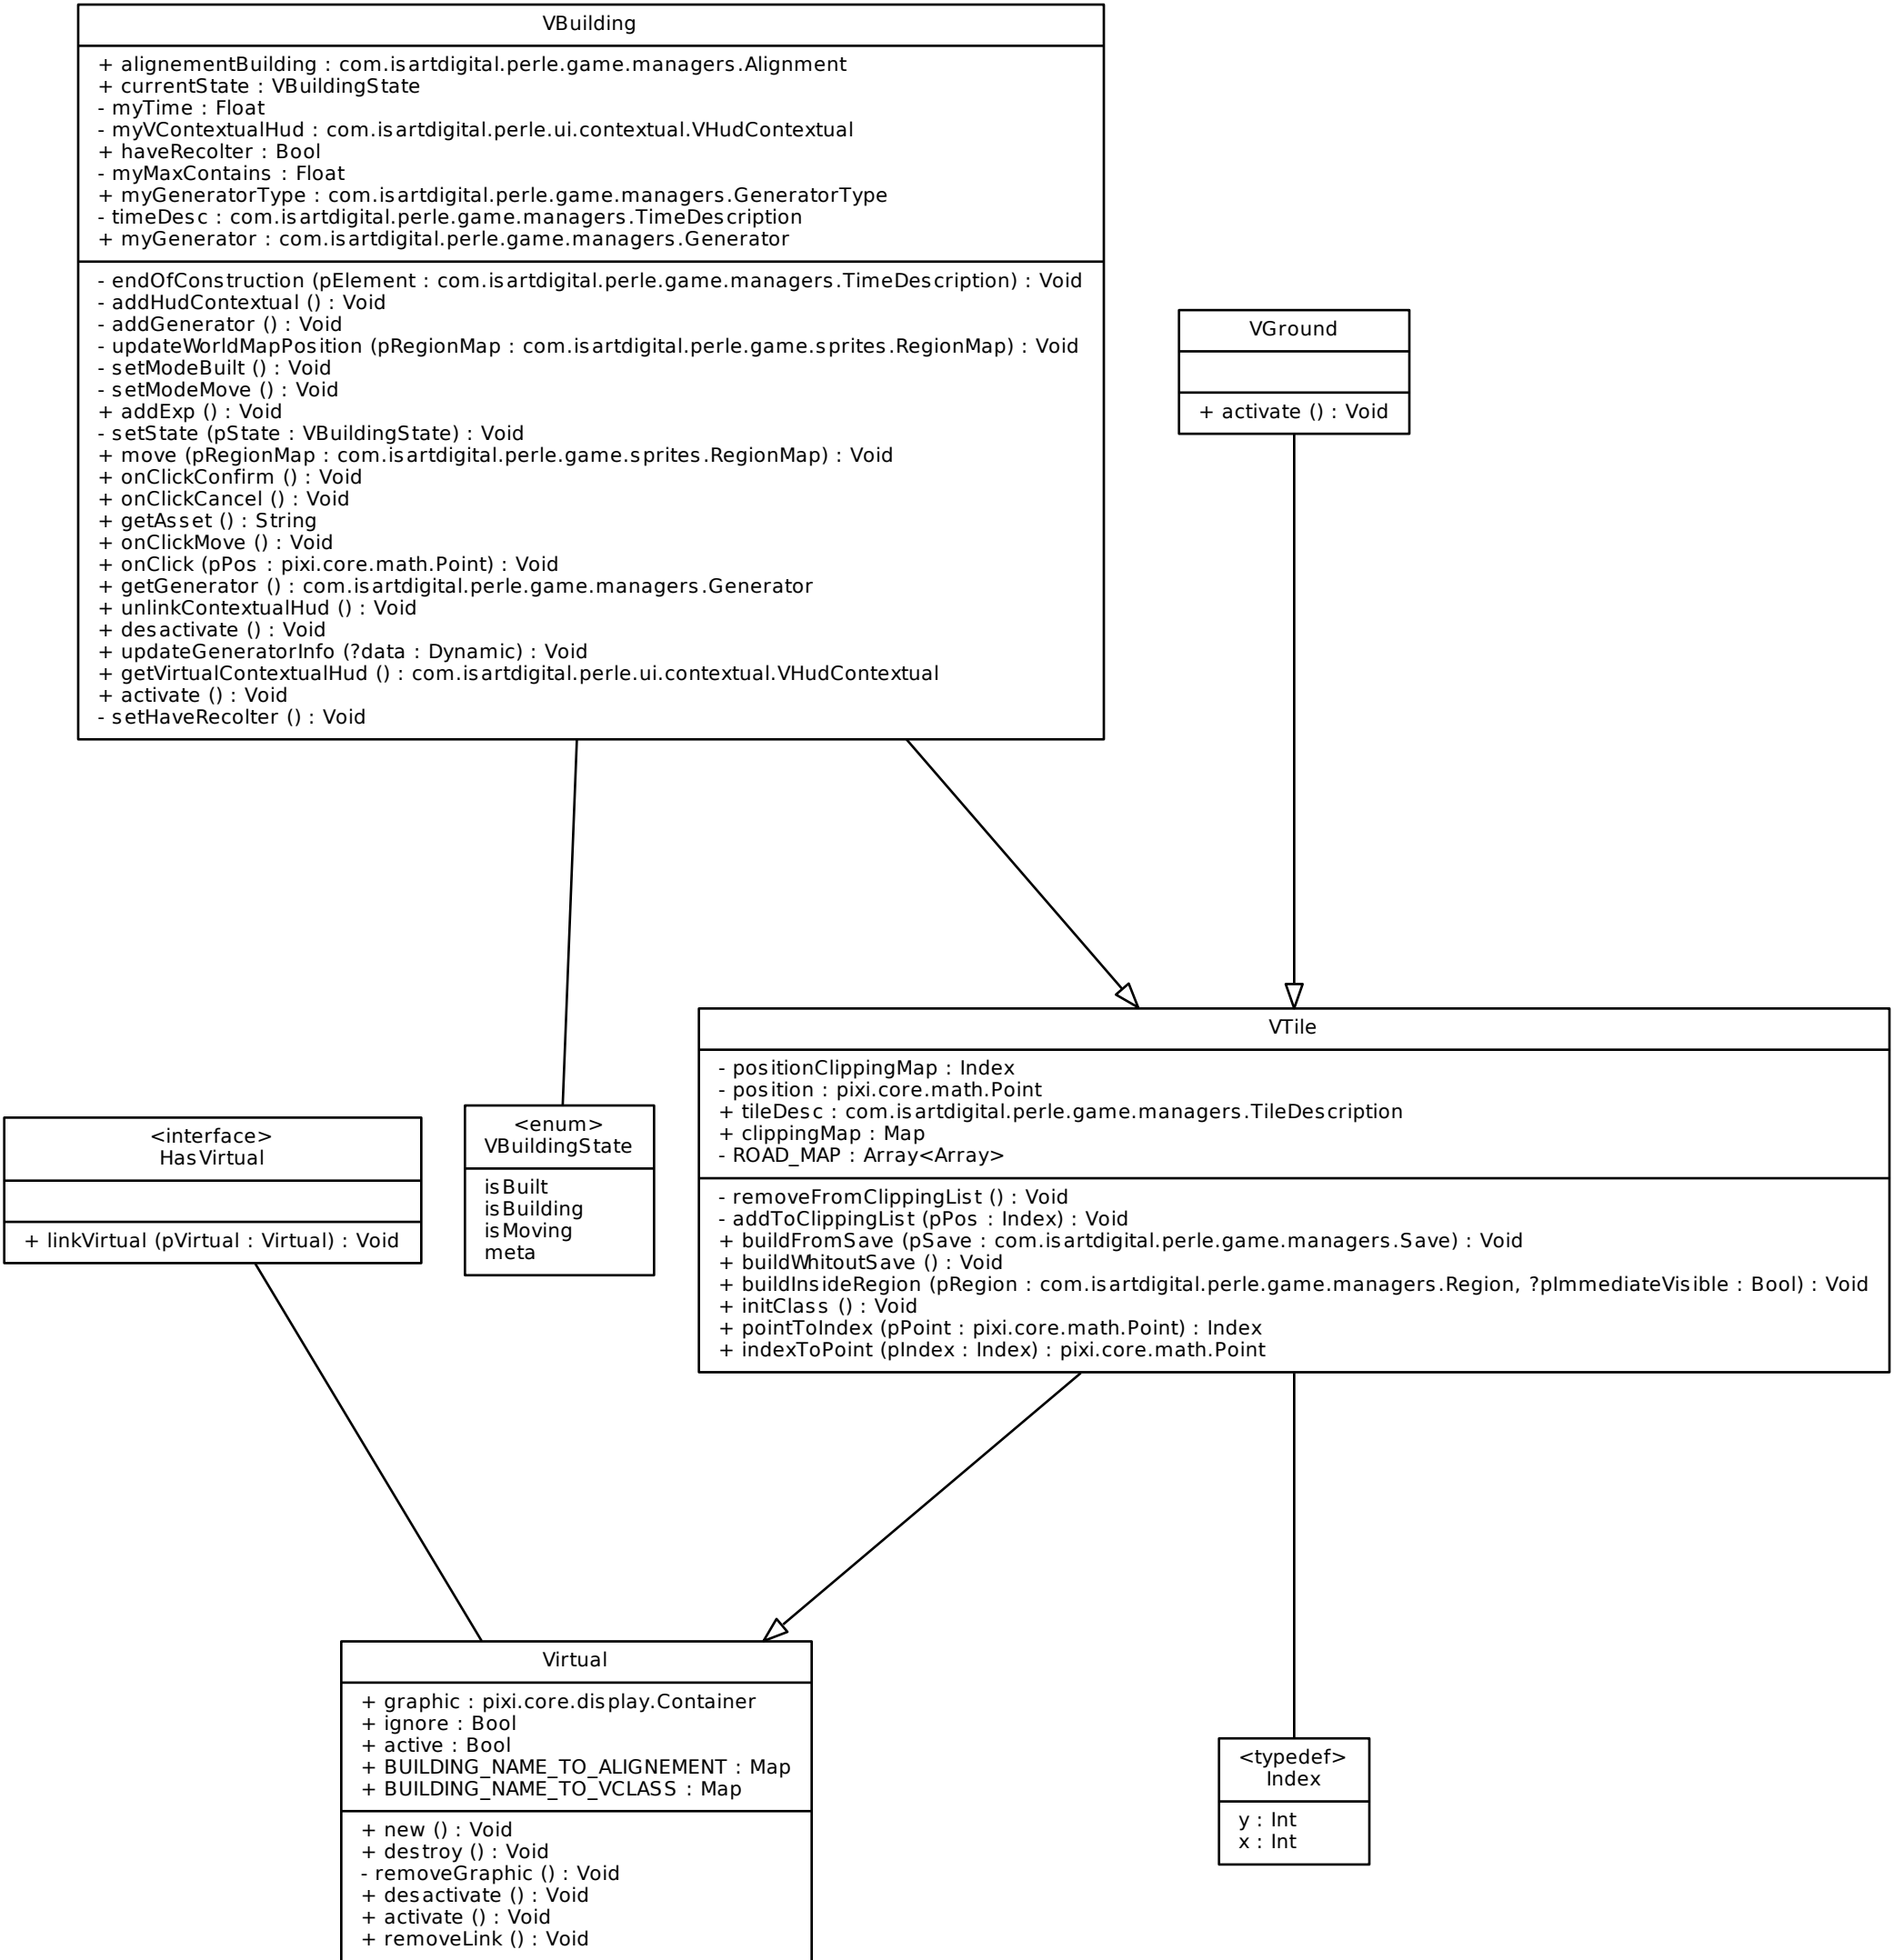 VBuilding
+ alignementBuilding : com.isartdigital.perle.game.managers.Alignment
+ currentState : VBuildingState
- myTime : Float
- myVContextualHud : com.isartdigital.perle.ui.contextual.VHudContextual
+ haveRecolter : Bool
- myMaxContains : Float
+ myGeneratorType : com.isartdigital.perle.game.managers.GeneratorType
- timeDesc : com.isartdigital.perle.game.managers.TimeDescription
+ myGenerator : com.isartdigital.perle.game.managers.Generator
- endOfConstruction (pElement : com.isartdigital.perle.game.managers.TimeDescription) : Void
- addHudContextual () : Void
- addGenerator () : Void
- updateWorldMapPosition (pRegionMap : com.isartdigital.perle.game.sprites.RegionMap) : Void
- setModeBuilt () : Void
- setModeMove () : Void
+ addExp () : Void
- setState (pState : VBuildingState) : Void
+ move (pRegionMap : com.isartdigital.perle.game.sprites.RegionMap) : Void
+ onClickConfirm () : Void
+ onClickCancel () : Void
+ getAsset () : String
+ onClickMove () : Void
+ onClick (pPos : pixi.core.math.Point) : Void
+ getGenerator () : com.isartdigital.perle.game.managers.Generator
+ unlinkContextualHud () : Void
+ desactivate () : Void
+ updateGeneratorInfo (?data : Dynamic) : Void
+ getVirtualContextualHud () : com.isartdigital.perle.ui.contextual.VHudContextual
+ activate () : Void
- setHaveRecolter () : Void
VGround
+ activate () : Void
VTile
- positionClippingMap : Index
- position : pixi.core.math.Point
+ tileDesc : com.isartdigital.perle.game.managers.TileDescription
+ clippingMap : Map
- ROAD_MAP : Array<Array>
- removeFromClippingList () : Void
- addToClippingList (pPos : Index) : Void
+ buildFromSave (pSave : com.isartdigital.perle.game.managers.Save) : Void
+ buildWhitoutSave () : Void
+ buildInsideRegion (pRegion : com.isartdigital.perle.game.managers.Region, ?pImmediateVisible : Bool) : Void
+ initClass () : Void
+ pointToIndex (pPoint : pixi.core.math.Point) : Index
+ indexToPoint (pIndex : Index) : pixi.core.math.Point
<interface>
HasVirtual
+ linkVirtual (pVirtual : Virtual) : Void
<enum>
VBuildingState
isBuilt
isBuilding
isMoving
meta
Virtual
+ graphic : pixi.core.display.Container
+ ignore : Bool
+ active : Bool
+ BUILDING_NAME_TO_ALIGNEMENT : Map
+ BUILDING_NAME_TO_VCLASS : Map
+ new () : Void
+ destroy () : Void
- removeGraphic () : Void
+ desactivate () : Void
+ activate () : Void
+ removeLink () : Void
<typedef>
Index
y : Int
x : Int